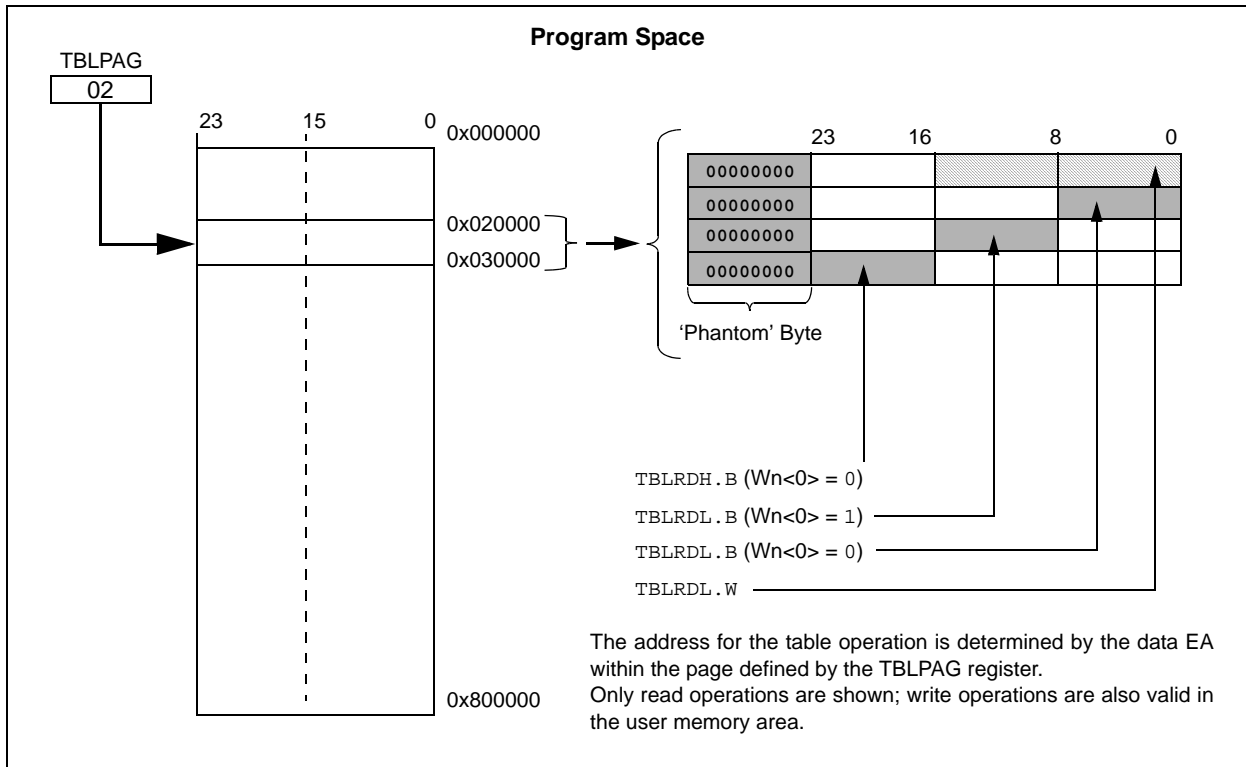 Program Space
TBLPAG
02
23 15 0
0x000000
0x020000
0x030000
0x800000
23 16 8 0
00000000
00000000
00000000
00000000
‘Phantom’ Byte
TBLRDH.B (Wn<0> = 0)
TBLRDL.B (Wn<0> = 1)
TBLRDL.B (Wn<0> = 0)
TBLRDL.W
The address for the table operation is determined by the data EA
within the page defined by the TBLPAG register.
Only read operations are shown; write operations are also valid in
the user memory area.